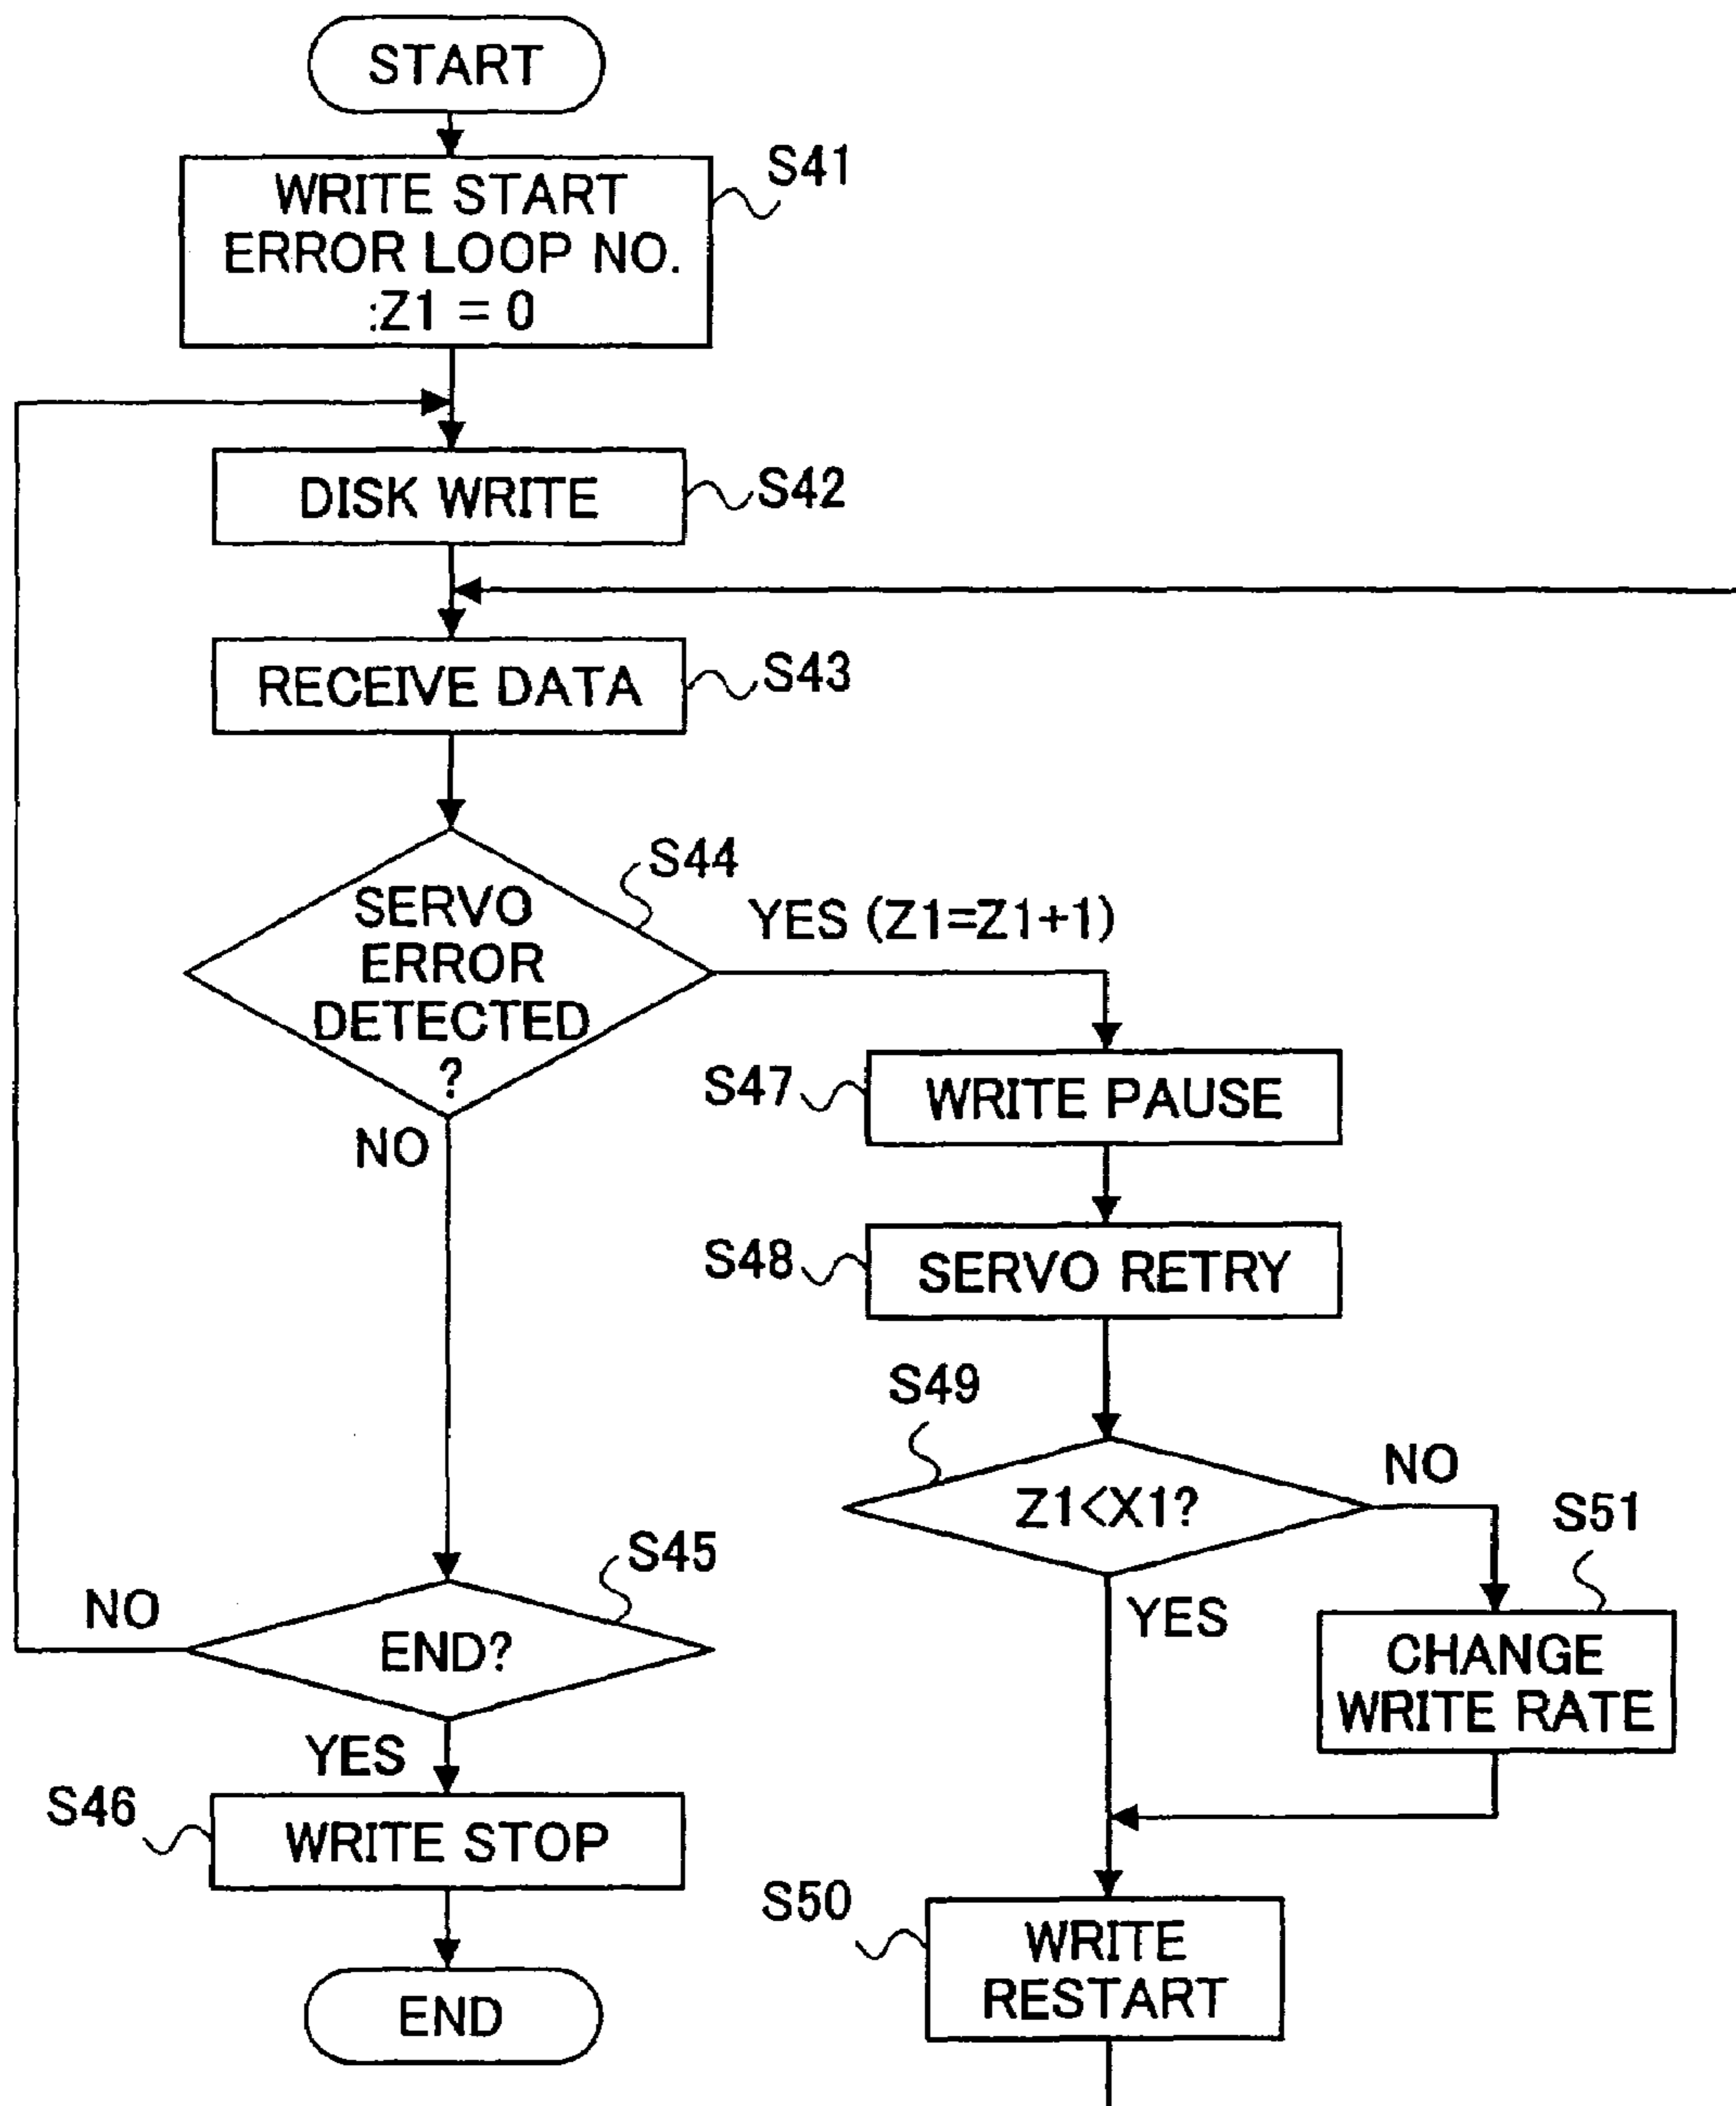 START
S41
WRITE START
ERROR LOOP NO.
:Z1 = 0
DISK WRITE
S42
RECEIVE DATA
S43
S44
SERVO
ERROR
DETECTED
?
YES (Z1=Z1+1)
NO
S47
WRITE PAUSE
S48
SERVO RETRY
S49
Z1<X1?
NO
YES
S51
CHANGE
WRITE RATE
S45
NO
END?
YES
S46
WRITE STOP
END
S50
WRITE
RESTART